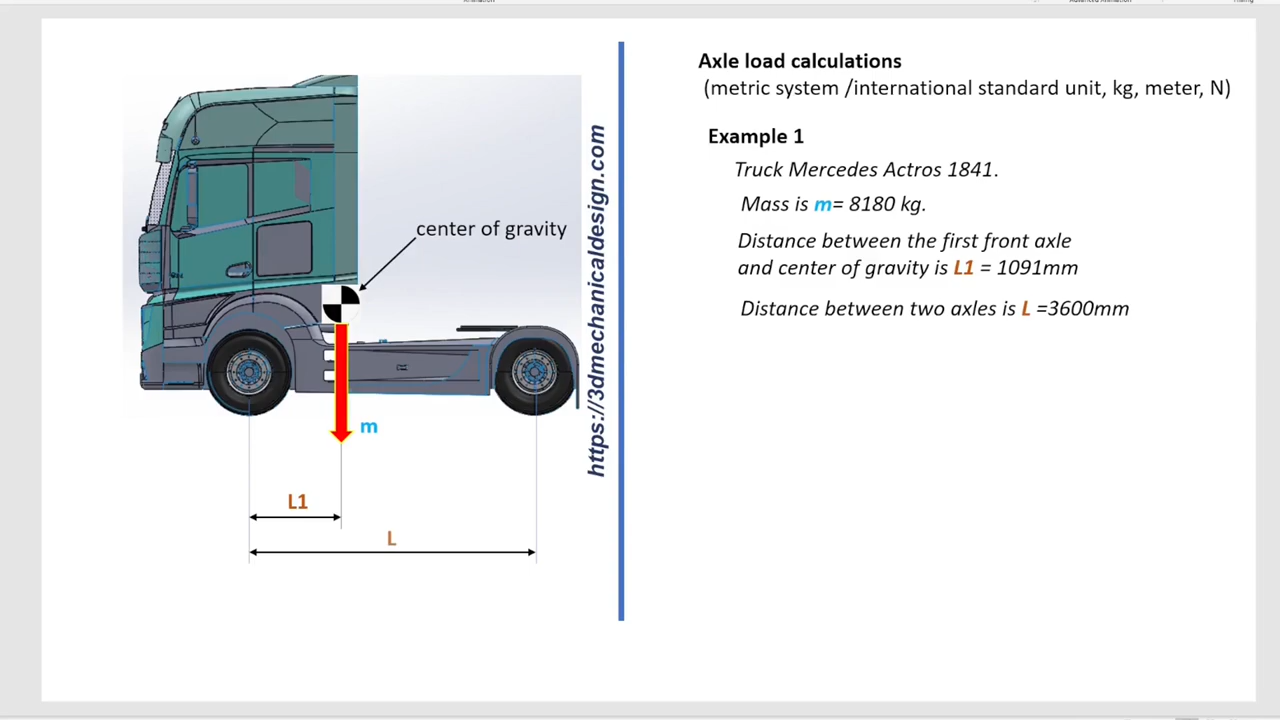 Axle load calculations
(metric system /international standard unit, kg, meter, N)
Example 1
Truck Mercedes Actros 1841.
Mass is m= 8180 kg.
Distance between the first front axle
and center of gravity is L1 = 1091mm
Distance between two axles is L =3600mm
center of gravity
m
L1
L
https://3dmechanicaldesign.com